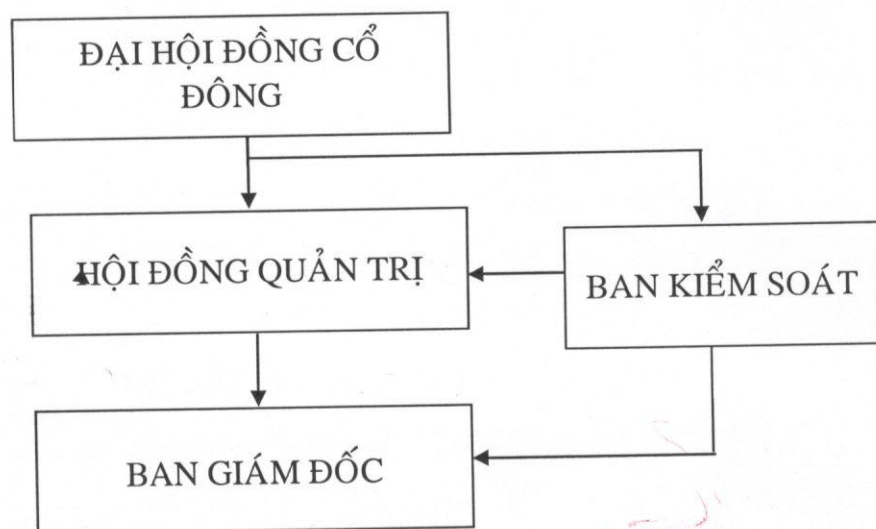 ĐẠI HỘI ĐỒNG CỔ
ĐÔNG
HỘI ĐỒNG QUẢN TRỊ
BAN KIỂM SOÁT
BAN GIÁM ĐỐC